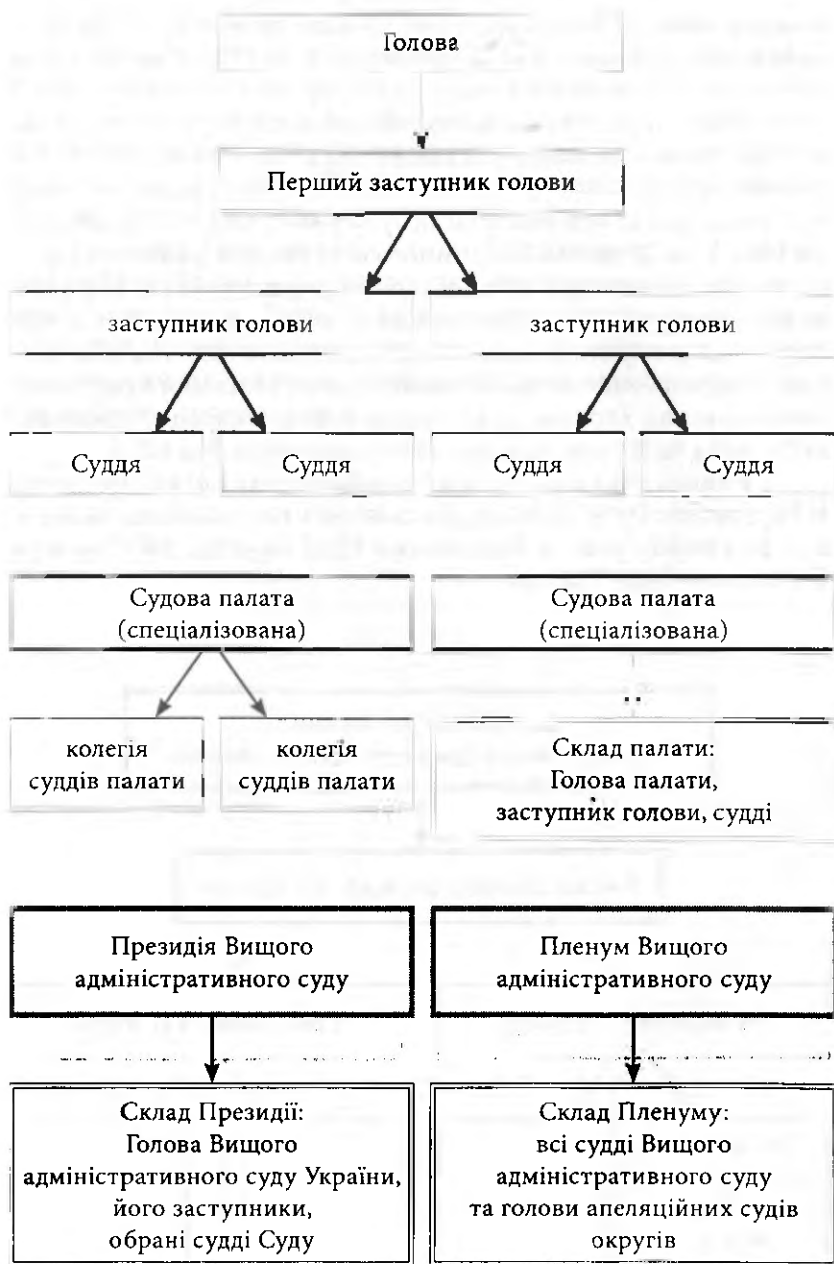 Голова
Перший заступник голови
заступник голови
заступник голови
Суддя
Суддя
Суддя
Суддя
Судова палата
(спеціалізована)
Судова палата
(спеціалізована)
колегія
суддів палати
колегія
суддів палати
Склад палати:
Голова палати,
заступник голови, судді
Президія Вищого
адміністративного суду
Пленум Вищого
адміністративного суду
Склад Президії:
Голова Вищого
адміністративного суду України,
його заступники,
обрані судді Суду
Склад Пленуму:
всі судді Вищого
адміністративного суду
та голови апеляційних судів
округів